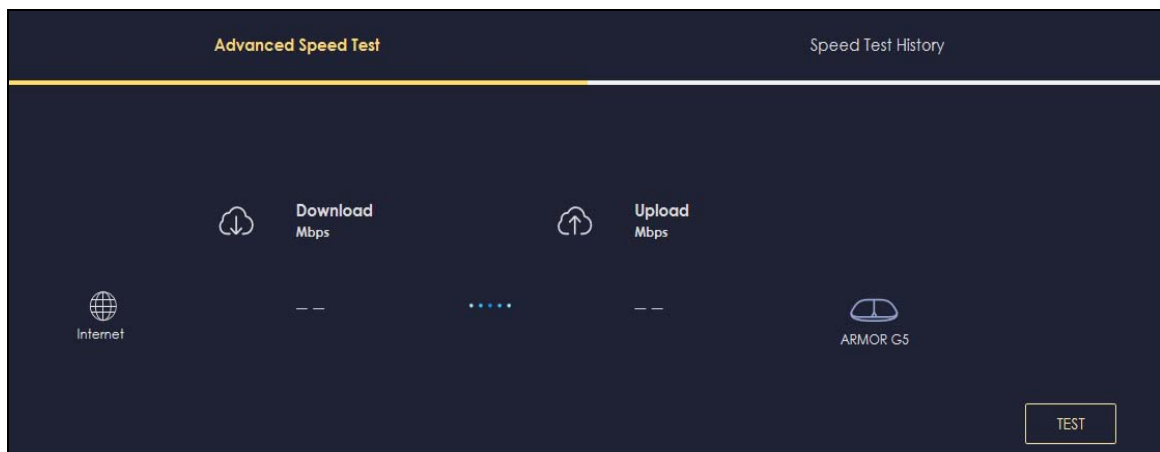 Advanced Speed Test
Speed Test History
Download
Mbps
Upload
Mbps
Internet
_ _
_ _
ARMOR G5
TEST